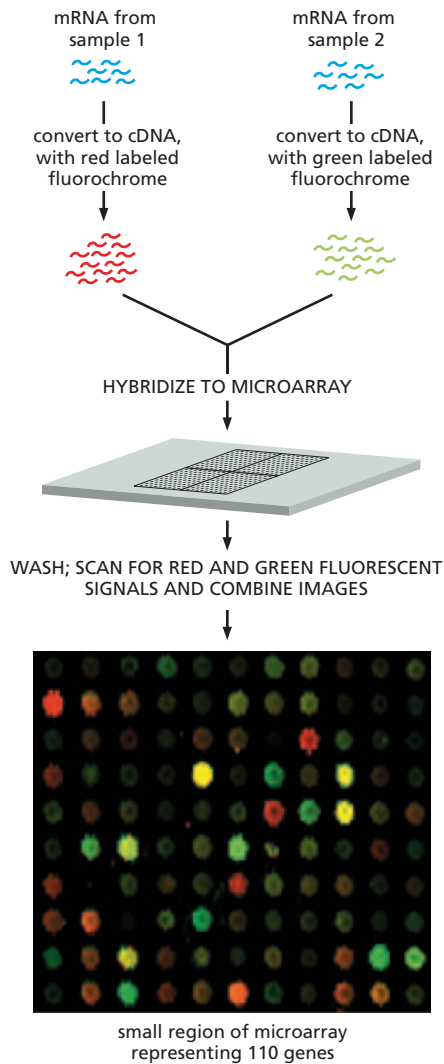 mRNA from
sample 1
mRNA from
sample 2
convert to cDNA,
with red labeled
fluorochrome
convert to cDNA,
with green labeled
fluorochrome
HYBRIDIZE TO MICROARRAY
WASH; SCAN FOR RED AND GREEN FLUORESCENT
SIGNALS AND COMBINE IMAGES
small region of microarray
representing 110 genes